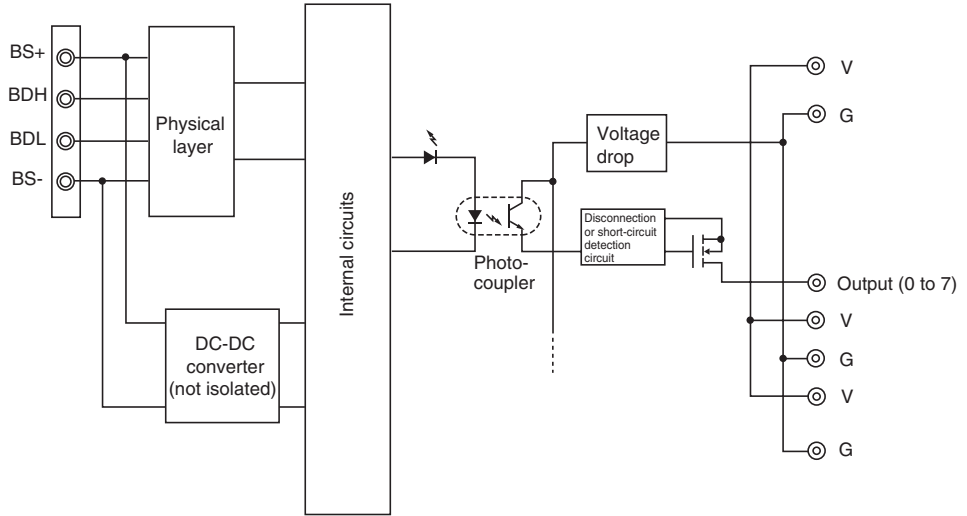 BS+
BDH
BDL
BS-
Physical
layer
DC-DC
converter
(not isolated)
Internal circuits
Photo-
coupler
Voltage
drop
Disconnection
or short-circuit
detection
circuit
V
G
Output (0 to 7)
V
G
V
G